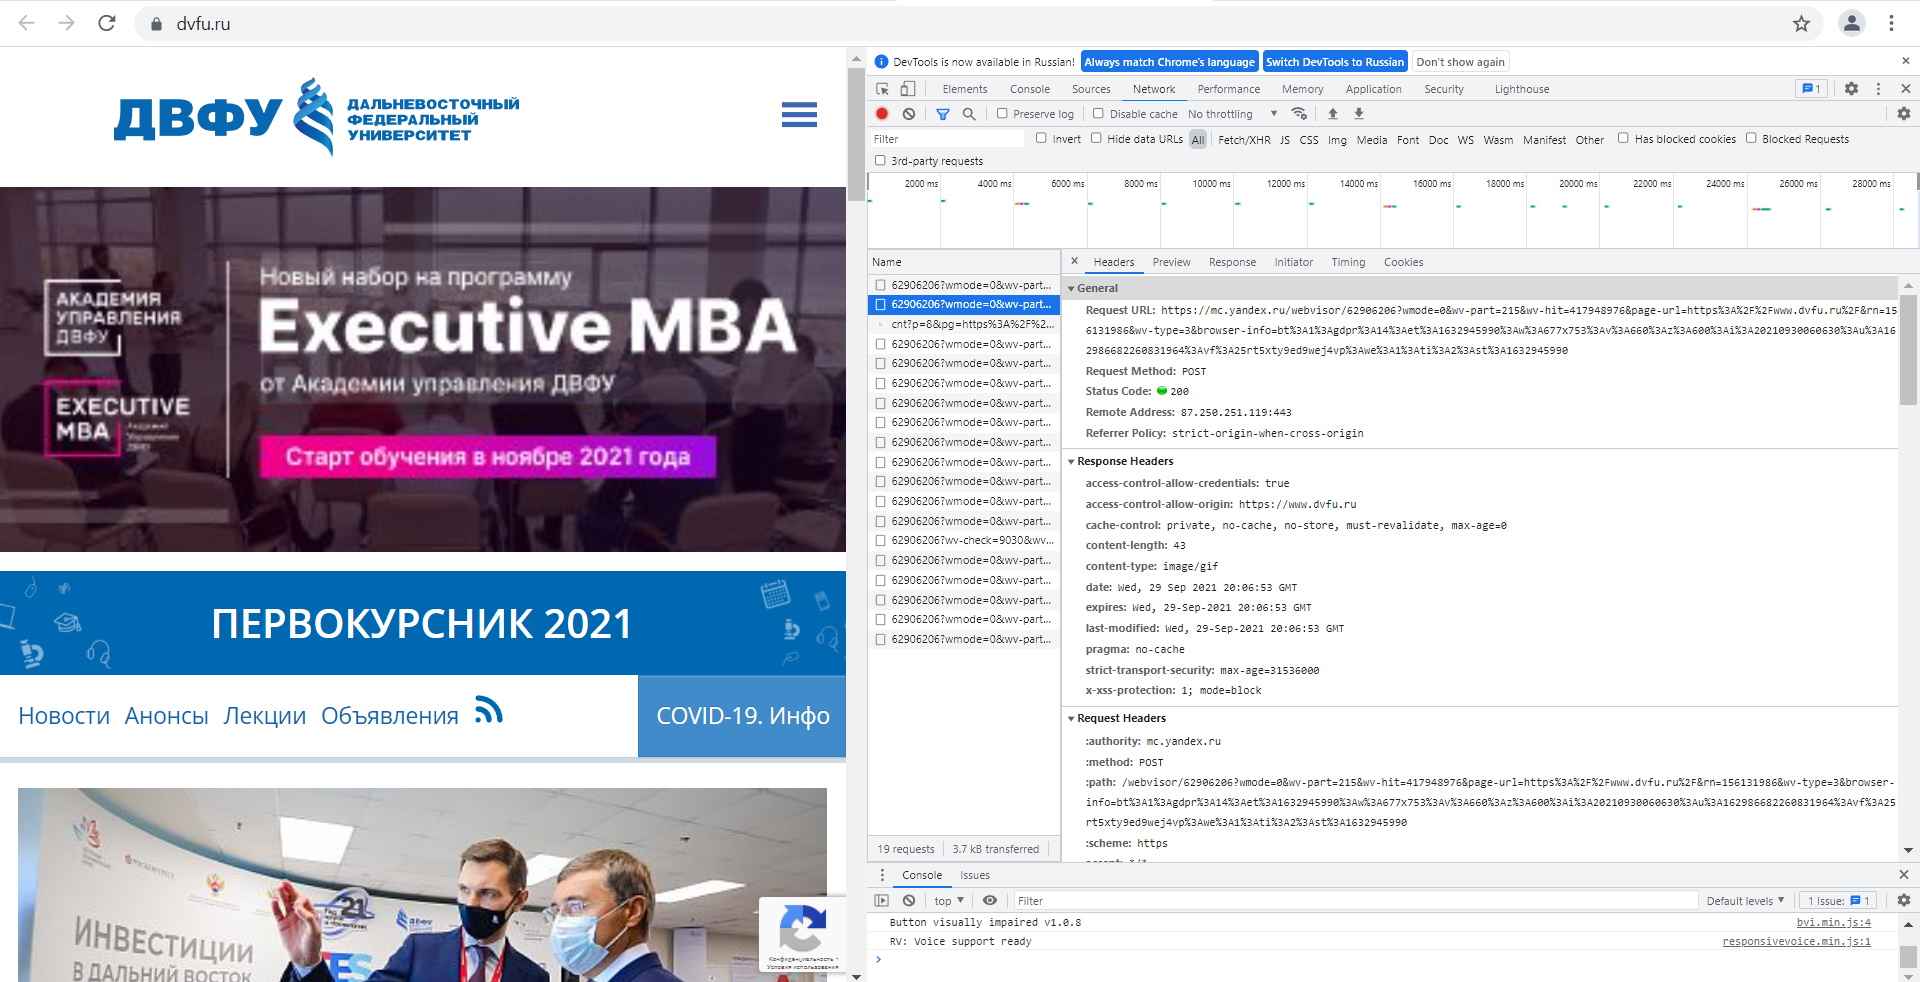 dvfu.ru
ДВФУ
ДАЛЬНЕВОСТОЧНЫЙ
ФЕДЕРАЛЬНЫЙ
УНИВЕРСИТЕТ
АКАДЕМИЯ
УПРАВЛЕНИЯ
ДВФУ
EXECUTIVE
MBA
Новый набор на программу
Executive MBA
от Академии управления ДВФУ
Старт обучения в ноябре 2021 года
ПЕРВОКУРСНИК 2021
Новости Анонсы Лекции Объявления
COVID-19. Инфо
ИНВЕСТИЦИИ
В ДАЛЬНИЙ ВОСТОК
21
ДВФУ
Конфиденциальность -
Условия использования
DevTools is now available in Russian! Always match Chrome's language Switch DevTools to Russian Don't show again
Elements Console Sources Network Performance Memory Application Security Lighthouse 1
Preserve log Disable cache No throttling
Filter Invert Hide data URLs All Fetch/XHR JS CSS Img Media Font Doc WS Wasm Manifest Other Has blocked cookies Blocked Requests
3rd-party requests
2000 ms 4000 ms 6000 ms 8000 ms 10000 ms 12000 ms 14000 ms 16000 ms 18000 ms 20000 ms 22000 ms 24000 ms 26000 ms 28000 ms
Name
62906206?wmode=0&wv-part...
62906206?wmode=0&wv-part...
cnt?p=8&pg=https%3A%2F%2...
62906206?wmode=0&wv-part...
62906206?wmode=0&wv-part...
62906206?wmode=0&wv-part...
62906206?wmode=0&wv-part...
62906206?wmode=0&wv-part...
62906206?wmode=0&wv-part...
62906206?wmode=0&wv-part...
62906206?wmode=0&wv-part...
62906206?wmode=0&wv-part...
62906206?wmode=0&wv-part...
62906206?wv-check=9030&wv...
62906206?wmode=0&wv-part...
62906206?wmode=0&wv-part...
62906206?wmode=0&wv-part...
62906206?wmode=0&wv-part...
62906206?wmode=0&wv-part...
19 requests 3.7 kB transferred
Headers Preview Response Initiator Timing Cookies
General
Request URL: https://mc.yandex.ru/webvisor/62906206?wmode=0&wv-part=215&wv-hit=417948976&page-url=https%3A%2F%2Fwww.dvfu.ru%2F&rn=15
6131986&wv-type=3&browser-info=bt%3A1%3Agdpr%3A14%3Aet%3A1632945990%3Aw%3A677x753%3Av%3A660%3Az%3A600%3Ai%3A20210930060630%3Au%3A16
29866822608319​64%3Avf%3A25rt5xty9ed9wej4vp%3Awe%3A1%3Ati%3A2%3Ast%3A1632945990
Request Method: POST
Status Code: 200
Remote Address: 87.250.251.119:443
Referrer Policy: strict-origin-when-cross-origin
Response Headers
access-control-allow-credentials: true
access-control-allow-origin: https://www.dvfu.ru
cache-control: private, no-cache, no-store, must-revalidate, max-age=0
content-length: 43
content-type: image/gif
date: Wed, 29 Sep 2021 20:06:53 GMT
expires: Wed, 29-Sep-2021 20:06:53 GMT
last-modified: Wed, 29-Sep-2021 20:06:53 GMT
pragma: no-cache
strict-transport-security: max-age=31536000
x-xss-protection: 1; mode=block
Request Headers
:authority: mc.yandex.ru
:method: POST
:path: /webvisor/62906206?wmode=0&wv-part=215&wv-hit=417948976&page-url=https%3A%2F%2Fwww.dvfu.ru%2F&rn=156131986&wv-type=3&browser-
info=bt%3A1%3Agdpr%3A14%3Aet%3A1632945990%3Aw%3A677x753%3Av%3A660%3Az%3A600%3Ai%3A20210930060630%3Au%3A1629866822608​31964%3Avf%3A25
rt5xty9ed9wej4vp%3Awe%3A1%3Ati%3A2%3Ast%3A1632945990
:scheme: https
Console Issues
top Filter Default levels 1 Issue: 1
Button visually impaired v1.0.8 bvi.min.js:4
RV: Voice support ready responsivevoice.min.js:1